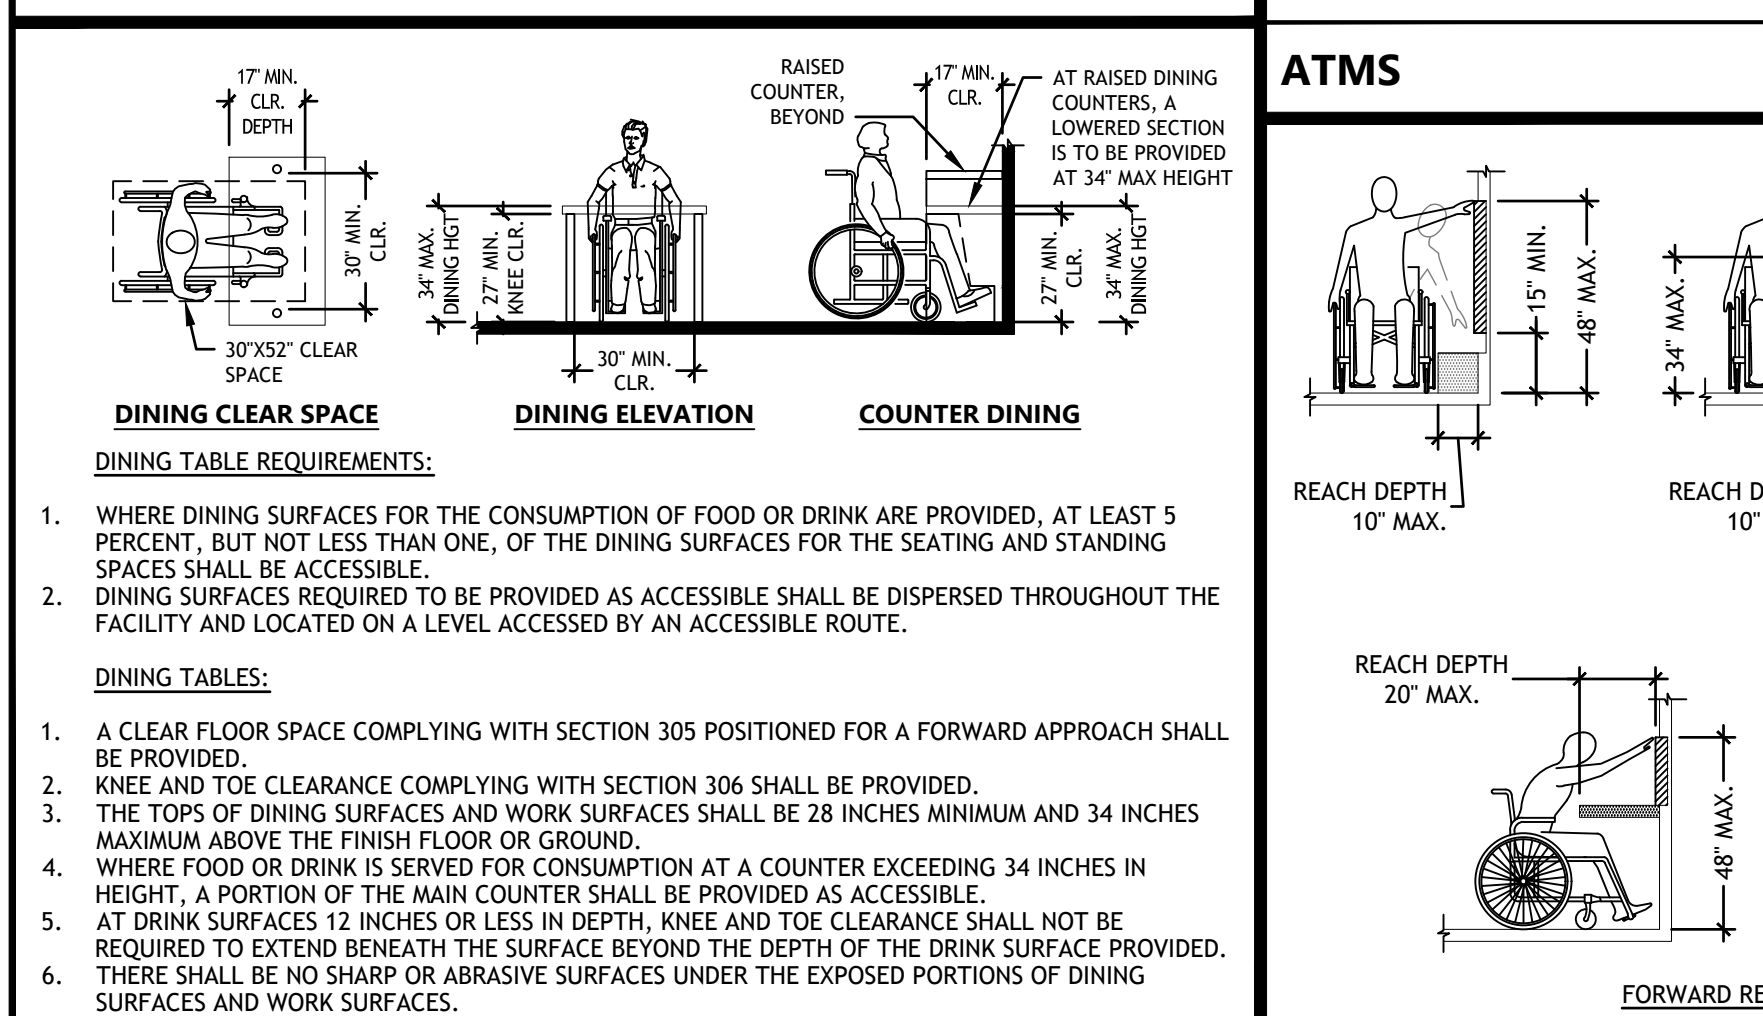 17" MIN.
CLR.
DEPTH
30" MIN.
CLR.
30"X52" CLEAR
SPACE
DINING CLEAR SPACE
34" MAX.
DINING HGT
27" MIN.
KNEE CLR.
30" MIN.
CLR.
DINING ELEVATION
RAISED
COUNTER,
BEYOND
17" MIN.
CLR.
AT RAISED DINING
COUNTERS, A
LOWERED SECTION
IS TO BE PROVIDED
AT 34" MAX HEIGHT
27" MIN.
CLR.
34" MAX.
DINING HGT
COUNTER DINING
DINING TABLE REQUIREMENTS:
1. WHERE DINING SURFACES FOR THE CONSUMPTION OF FOOD OR DRINK ARE PROVIDED, AT LEAST 5
PERCENT, BUT NOT LESS THAN ONE, OF THE DINING SURFACES FOR THE SEATING AND STANDING
SPACES SHALL BE ACCESSIBLE.
2. DINING SURFACES REQUIRED TO BE PROVIDED AS ACCESSIBLE SHALL BE DISPERSED THROUGHOUT THE
FACILITY AND LOCATED ON A LEVEL ACCESSED BY AN ACCESSIBLE ROUTE.
DINING TABLES:
1. A CLEAR FLOOR SPACE COMPLYING WITH SECTION 305 POSITIONED FOR A FORWARD APPROACH SHALL
BE PROVIDED.
2. KNEE AND TOE CLEARANCE COMPLYING WITH SECTION 306 SHALL BE PROVIDED.
3. THE TOPS OF DINING SURFACES AND WORK SURFACES SHALL BE 28 INCHES MINIMUM AND 34 INCHES
MAXIMUM ABOVE THE FINISH FLOOR OR GROUND.
4. WHERE FOOD OR DRINK IS SERVED FOR CONSUMPTION AT A COUNTER EXCEEDING 34 INCHES IN
HEIGHT, A PORTION OF THE MAIN COUNTER SHALL BE PROVIDED AS ACCESSIBLE.
5. AT DRINK SURFACES 12 INCHES OR LESS IN DEPTH, KNEE AND TOE CLEARANCE SHALL NOT BE
REQUIRED TO EXTEND BENEATH THE SURFACE BEYOND THE DEPTH OF THE DRINK SURFACE PROVIDED.
6. THERE SHALL BE NO SHARP OR ABRASIVE SURFACES UNDER THE EXPOSED PORTIONS OF DINING
SURFACES AND WORK SURFACES.
ATMS
15" MIN.
48" MAX.
REACH DEPTH
10" MAX.
34" MAX.
REACH D
10"
REACH DEPTH
20" MAX.
48" MAX.
FORWARD RE